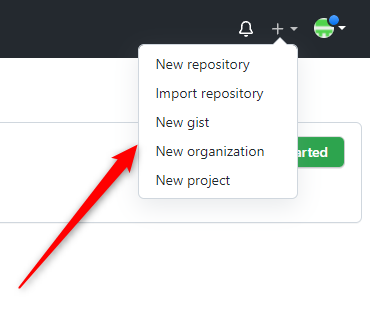 New repository
Import repository
New gist
New organization
arted
New project